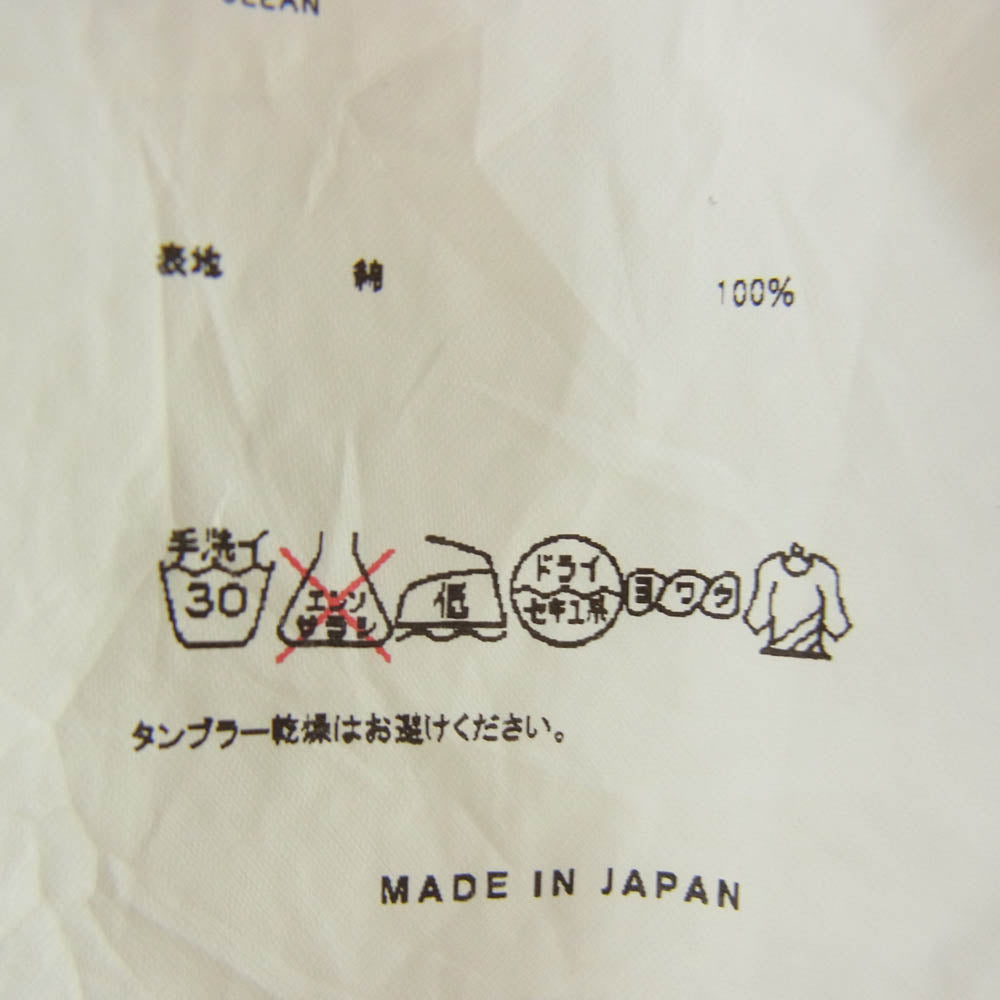 CLEAN
表地 綿 100%
手洗イ
30
エンソ
サラシ
低
ドライ
セキユ系
ヨワク
タンブラー乾燥はお避けください。
MADE IN JAPAN